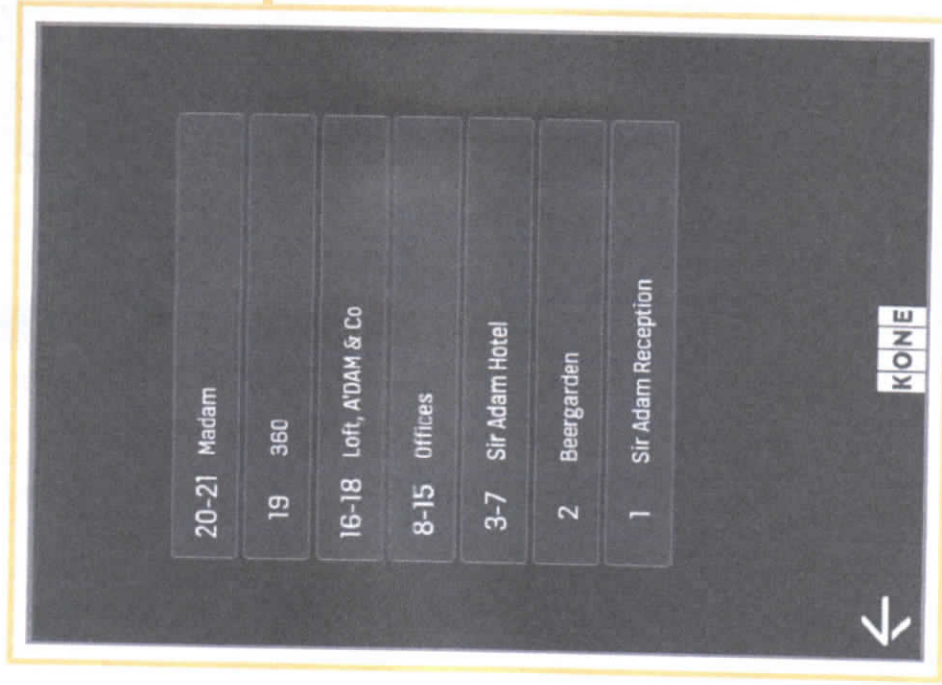 20-21 Madam
19 360
16-18 Loft, A'DAM & Co
8-15 Offices
3-7 Sir Adam Hotel
2 Beergarden
1 Sir Adam Reception
KONE